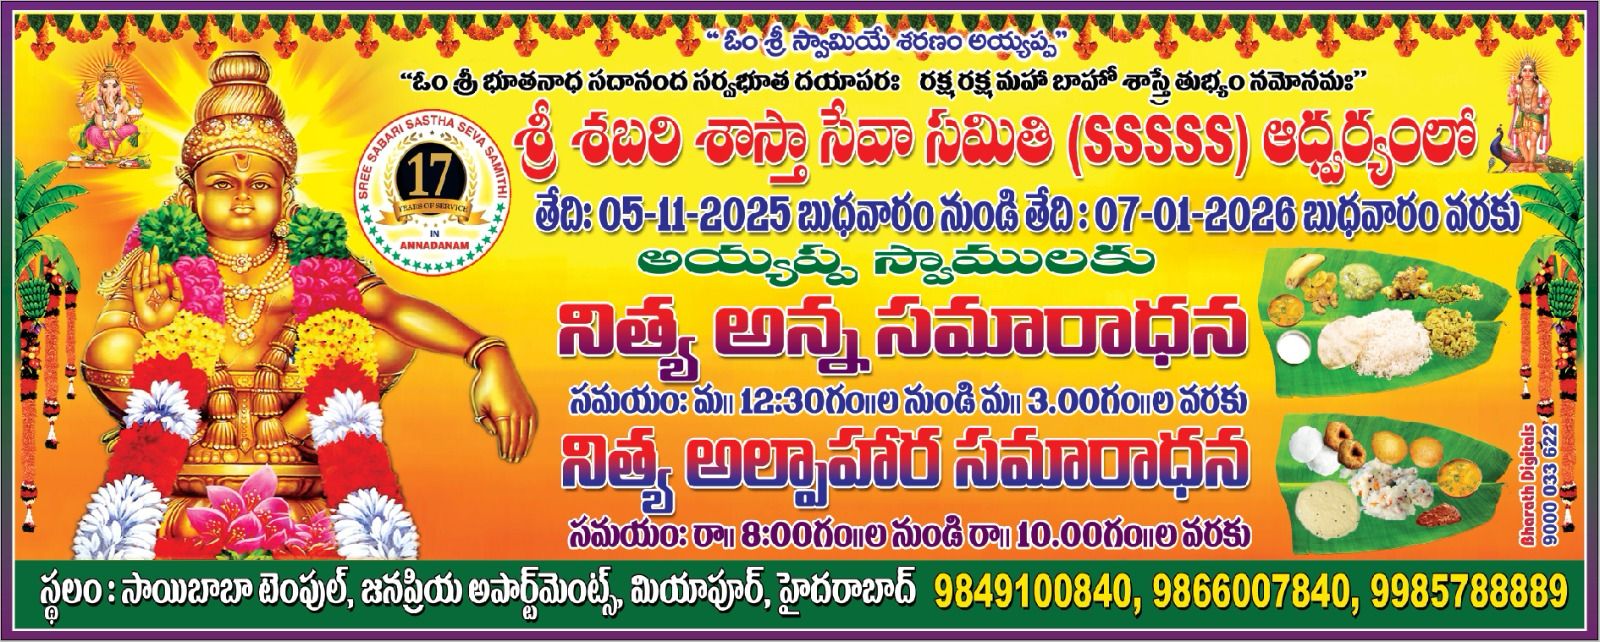 “ ఓం శ్రీ స్వామియే శరణం అయ్యప్ప”
“ఓం శ్రీ భూతనాధ సదానంద సర్వభూత దయాపరః రక్ష రక్ష మహా బాహో శాస్త్రే తుభ్యం నమోనమః”
SREE SABARI SASTHA SEVA SAMITHI
17
YEARS OF SERVICE
IN
ANNADANAM
శ్రీ శబరి శాస్తా సేవా సమితి (SSSSS) ఆధ్వర్యంలో
తేది: 05-11-2025 బుధవారం నుండి తేది : 07-01-2026 బుధవారం వరకు
అయ్యప్ప స్వాములకు
నిత్య అన్న సమారాధన
సమయం: మ॥ 12:30గం॥ల నుండి మ॥ 3.00గం॥ల వరకు
నిత్య అల్పాహార సమారాధన
సమయం: రా॥ 8:00గం॥ల నుండి రా॥ 10.00గం॥ల వరకు
Bharath Digitals
9000 033 622
స్థలం : సాయిబాబా టెంపుల్, జనప్రియ అపార్ట్‌మెంట్స్, మియాపూర్, హైదరాబాద్ 9849100840, 9866007840, 9985788889